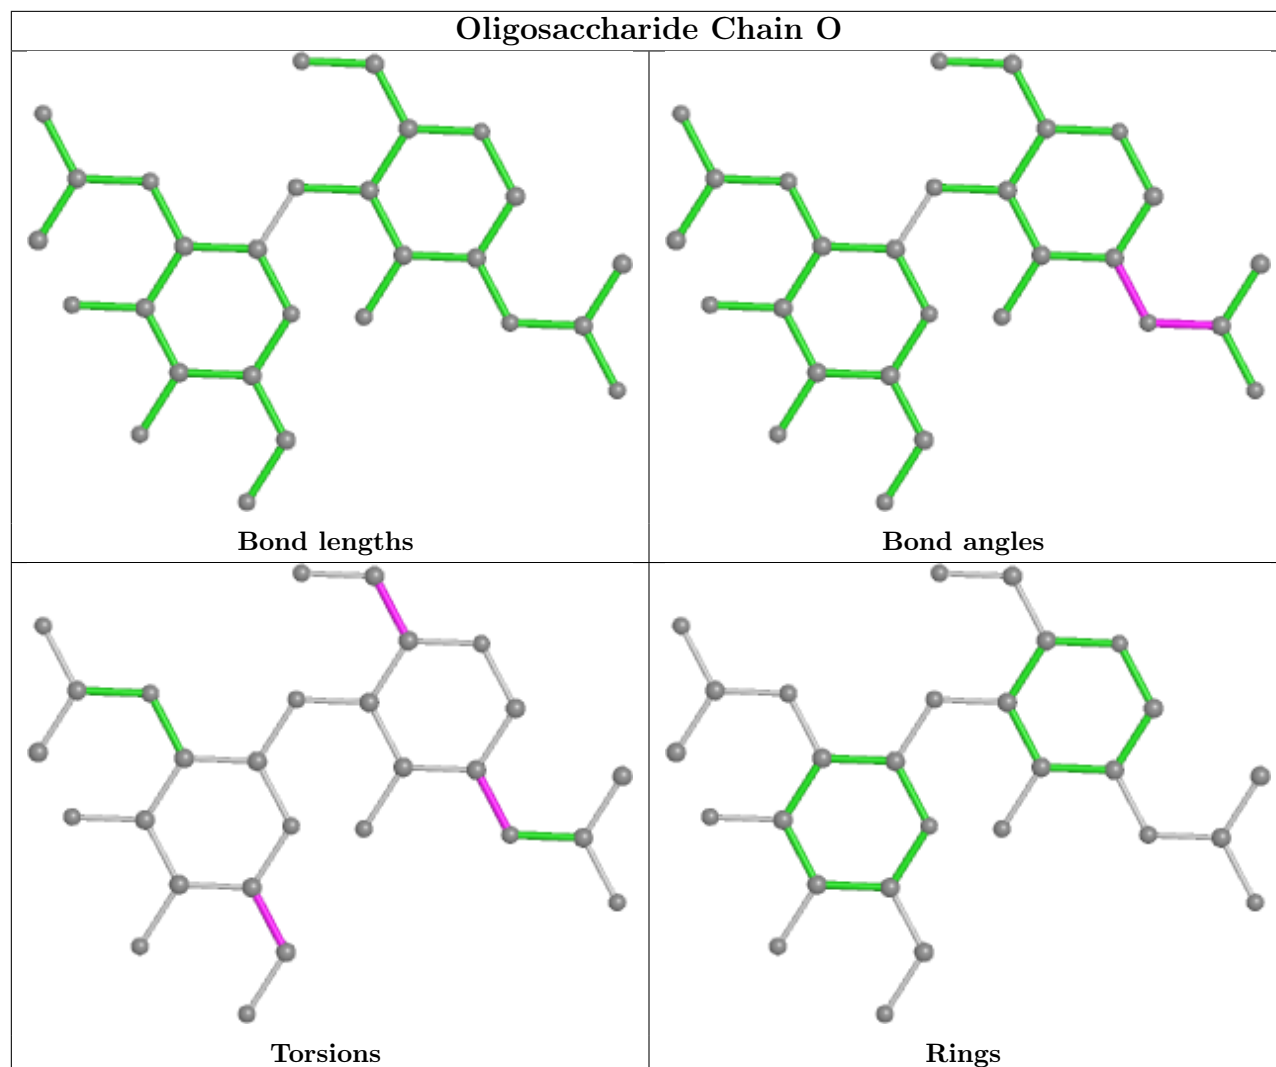 Oligosaccharide Chain O
Bond lengths
Bond angles
Torsions
Rings